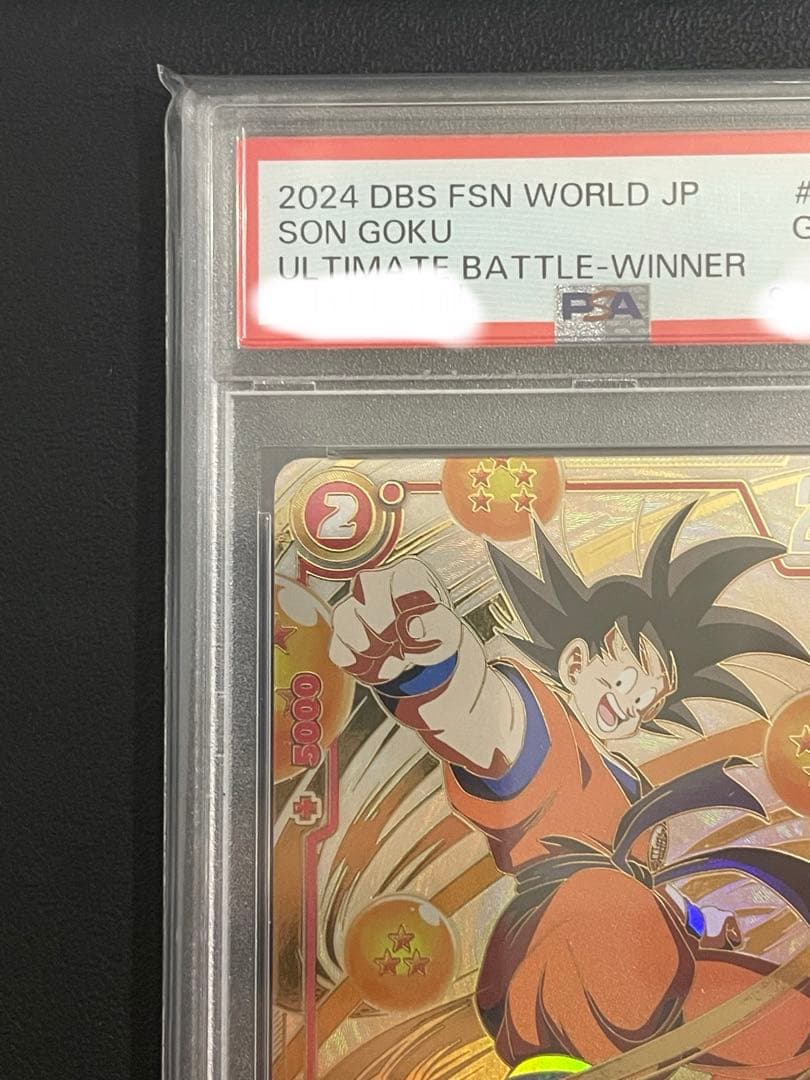 2024 DBS FSN WORLD JP #
SON GOKU G
ULTIMATE BATTLE-WINNER
PSA
2
+5000